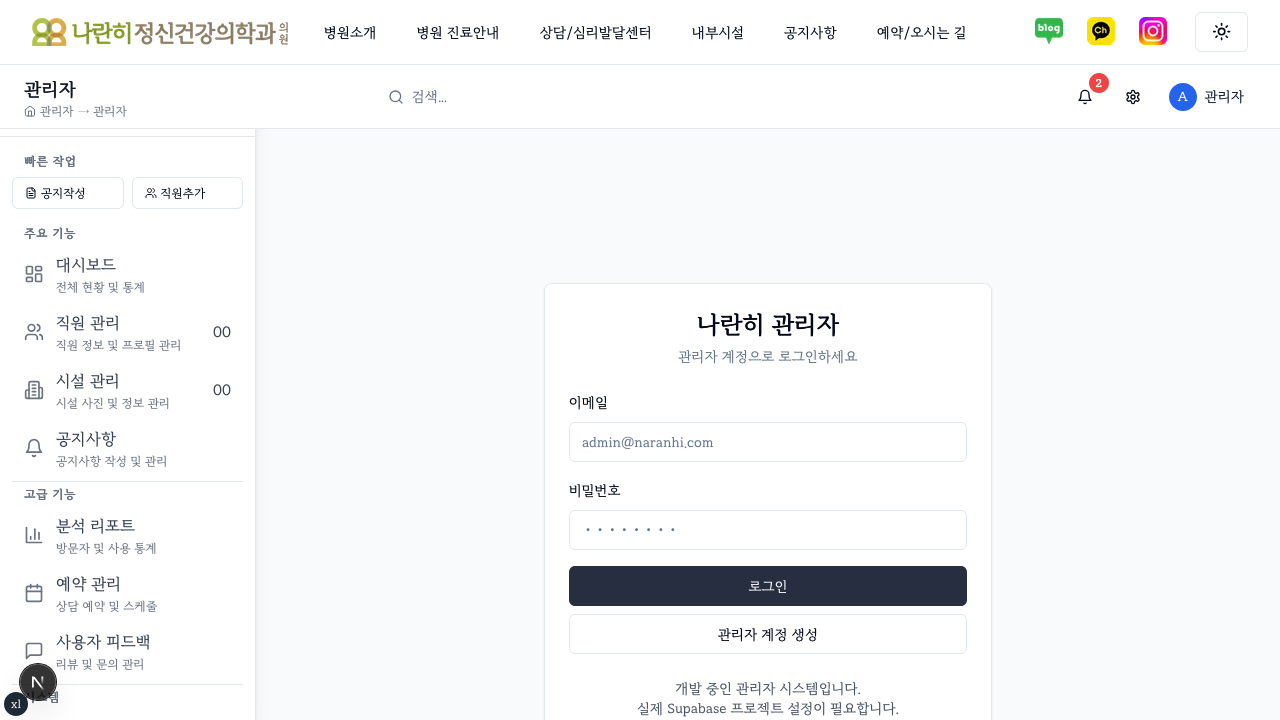 나란히정신건강의학과의원
병원소개
병원 진료안내
상담/심리발달센터
내부시설
공지사항
예약/오시는 길
blog
Ch
관리자
관리자 → 관리자
검색...
2
A
관리자
빠른 작업
공지작성
직원추가
주요 기능
대시보드
전체 현황 및 통계
직원 관리
직원 정보 및 프로필 관리
00
시설 관리
시설 사진 및 정보 관리
00
공지사항
공지사항 작성 및 관리
고급 기능
분석 리포트
방문자 및 사용 통계
예약 관리
상담 예약 및 스케줄
사용자 피드백
리뷰 및 문의 관리
N
xl
나란히 관리자
관리자 계정으로 로그인하세요
이메일
admin@naranhi.com
비밀번호
••••••••
로그인
관리자 계정 생성
개발 중인 관리자 시스템입니다.
실제 Supabase 프로젝트 설정이 필요합니다.